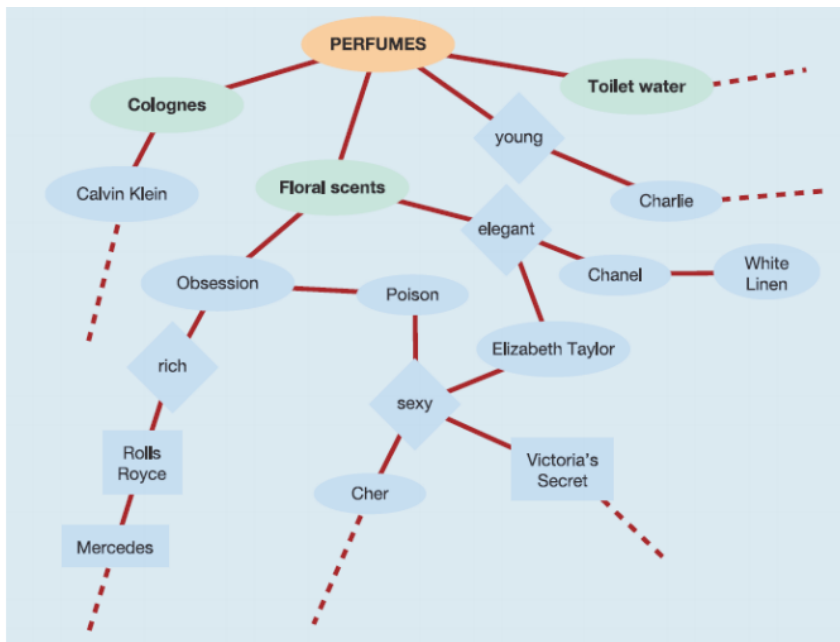 PERFUMES
Toilet water
Colognes
young
Calvin Klein
Floral scents
Charlie
elegant
Obsession
Chanel
White
Linen
Poison
Elizabeth Taylor
rich
sexy
Rolls
Royce
Victoria's
Secret
Cher
Mercedes